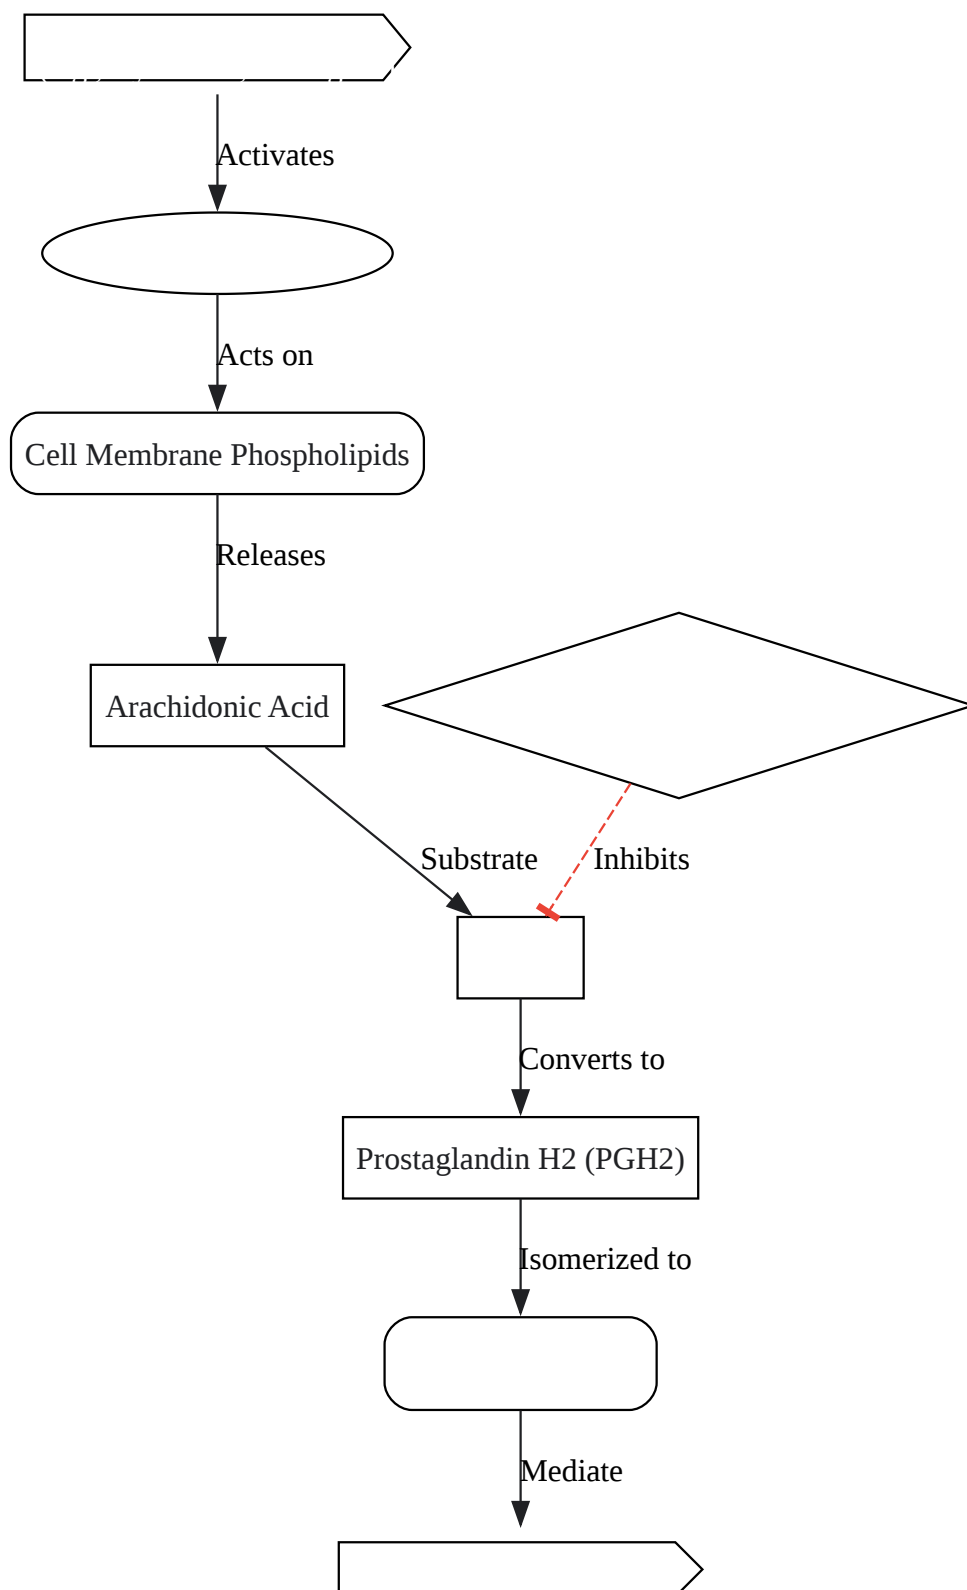 Activates
Acts on
Cell Membrane Phospholipids
Releases
Arachidonic Acid
Substrate
Inhibits
Converts to
Prostaglandin H2 (PGH2)
Isomerized to
Mediate